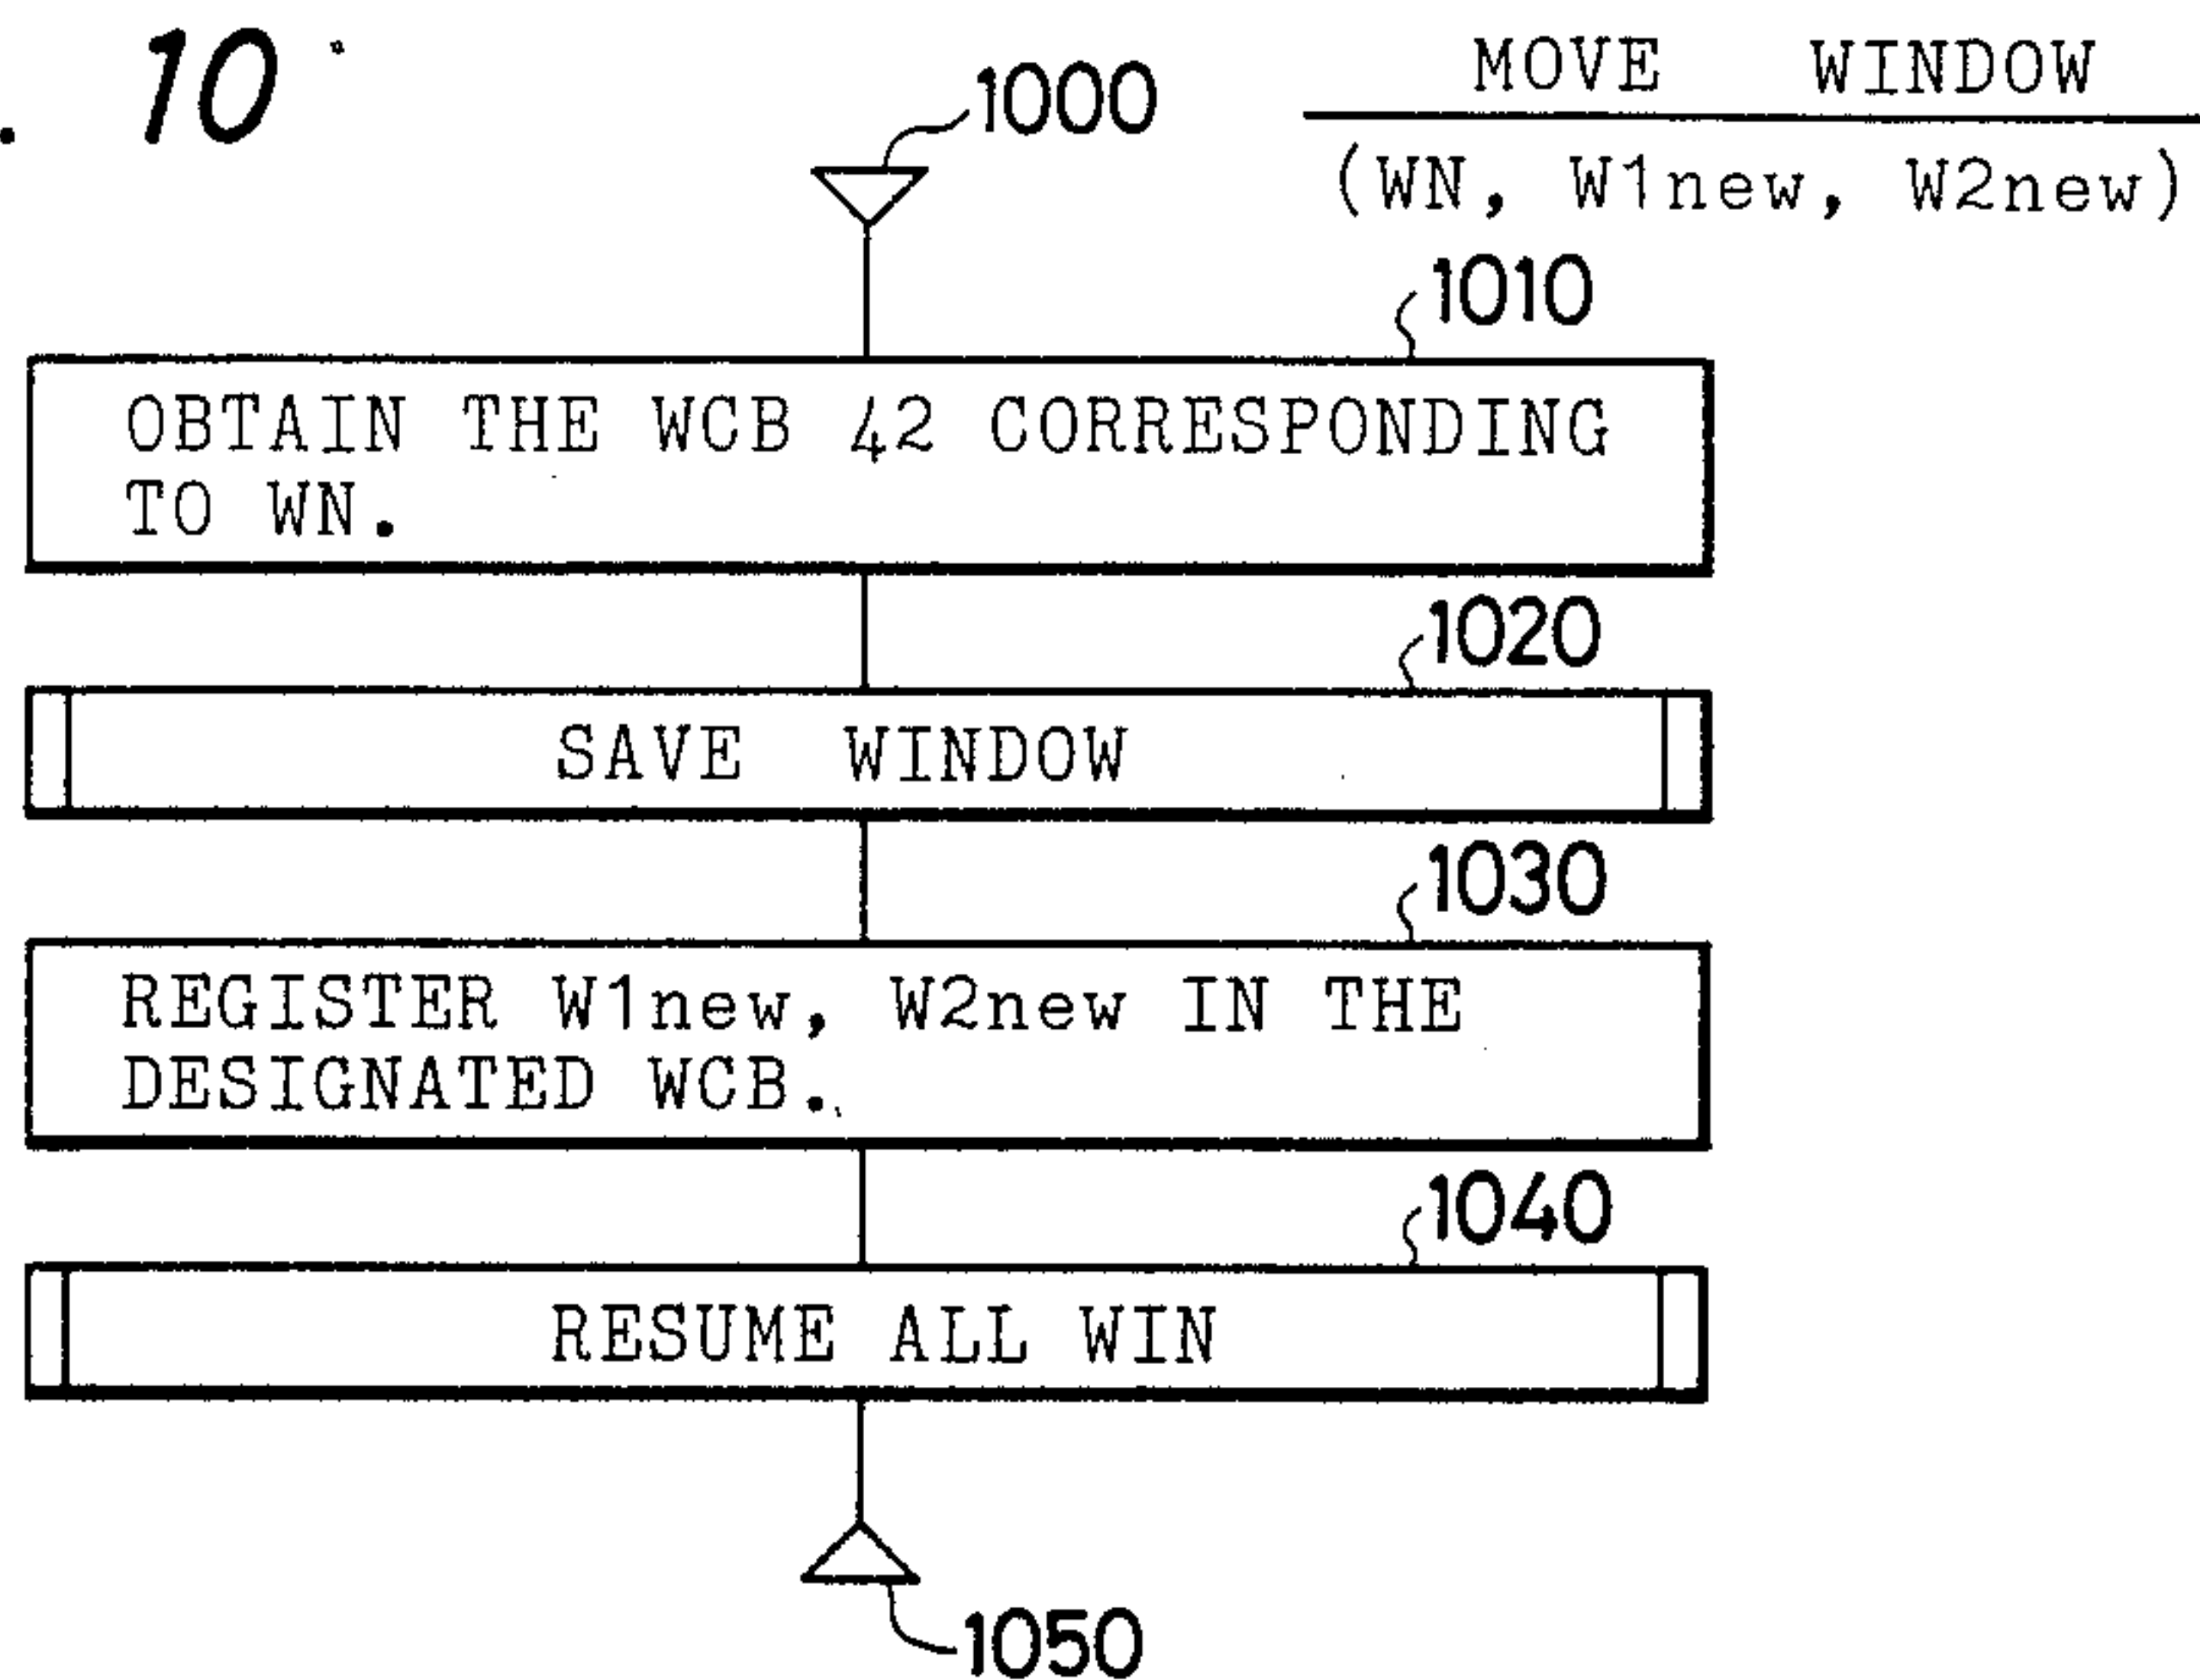 . 10
1000
MOVE WINDOW
(WN, W1new, W2new)
1010
OBTAIN THE WCB 42 CORRESPONDING
TO WN.
1020
SAVE WINDOW
1030
REGISTER W1new, W2new IN THE
DESIGNATED WCB.
1040
RESUME ALL WIN
1050